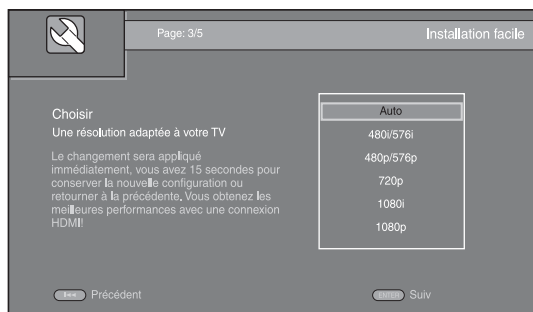 Page: 3/5
Installation facile
Choisir
Une résolution adaptée à votre TV
Le changement sera appliqué
immédiatement, vous avez 15 secondes pour
conserver la nouvelle configuration ou
retourner à la précédente. Vous obtenez les
meilleures performances avec une connexion
HDMI!
Auto
480i/576i
480p/576p
720p
1080i
1080p
Précédent
ENTER Suiv